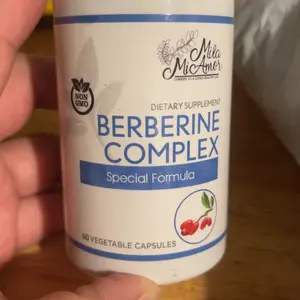 Mila
MiAmor
NON
GMO
DIETARY SUPPLEMENT
BERBERINE
COMPLEX
Special Formula
60 VEGETABLE CAPSULES